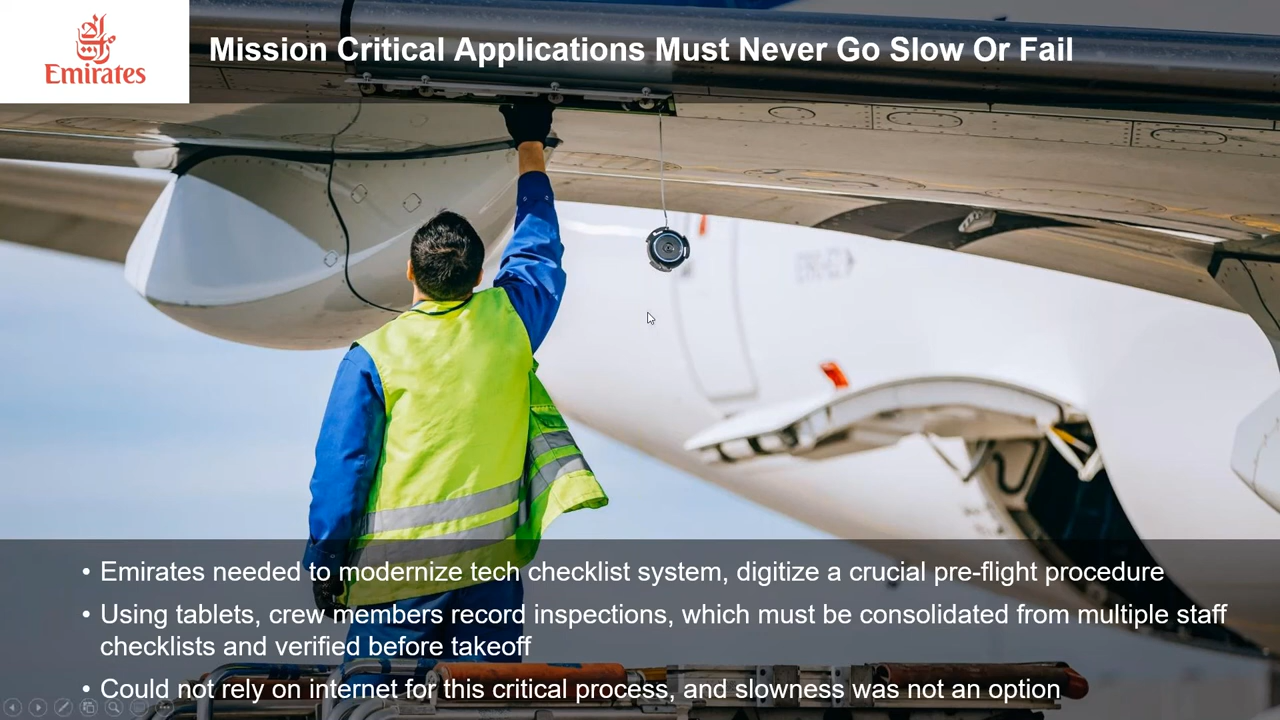 Emirates
Mission Critical Applications Must Never Go Slow Or Fail
• Emirates needed to modernize tech checklist system, digitize a crucial pre-flight procedure
• Using tablets, crew members record inspections, which must be consolidated from multiple staff
checklists and verified before takeoff
• Could not rely on internet for this critical process, and slowness was not an option